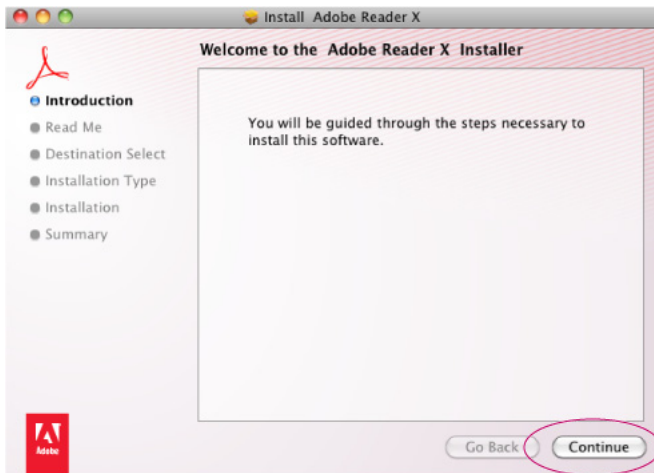 Install Adobe Reader X
Welcome to the Adobe Reader X Installer
Introduction
Read Me
Destination Select
Installation Type
Installation
Summary
You will be guided through the steps necessary to
install this software.
Adobe
Go Back
Continue